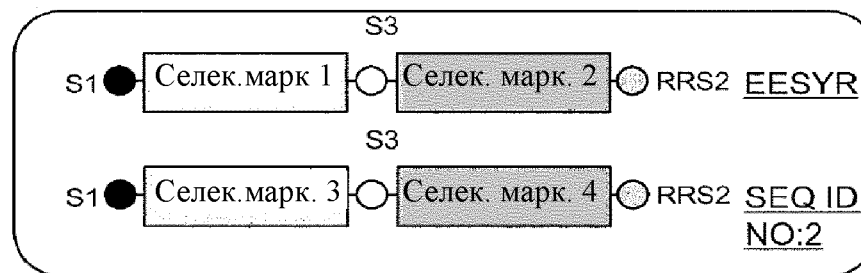 S3
S1 Селек.марк 1 Селек. марк. 2 RRS2 EESYR
S3
S1 Селек.марк. 3 Селек. марк. 4 RRS2 SEQ ID
NO:2